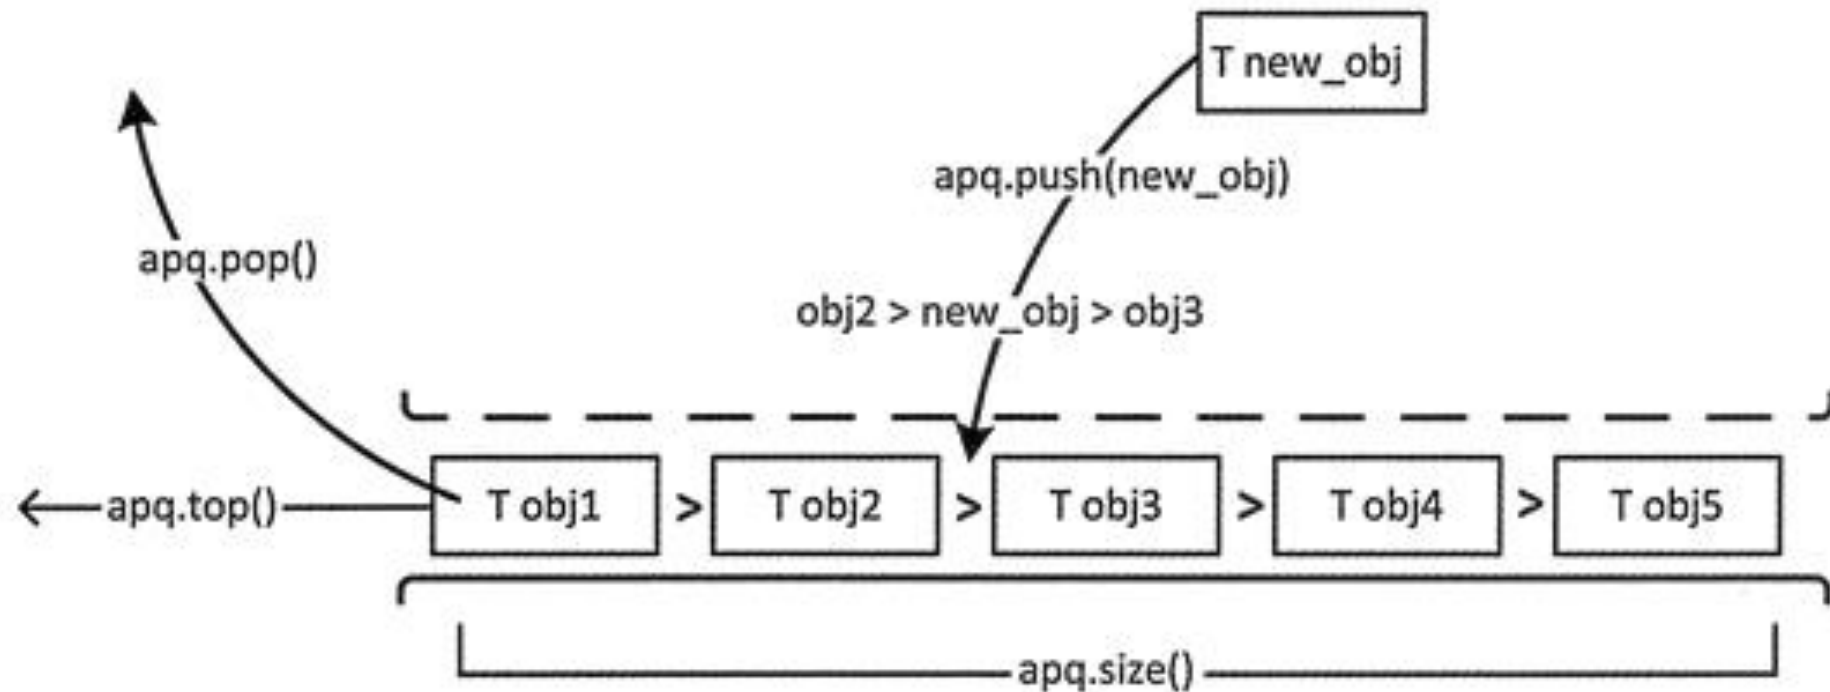 T new_obj
apq.push(new_obj)
apq.pop()
obj2 > new_obj > obj3
apq.top()
T obj1 > T obj2 > T obj3 > T obj4 > T obj5
apq.size()